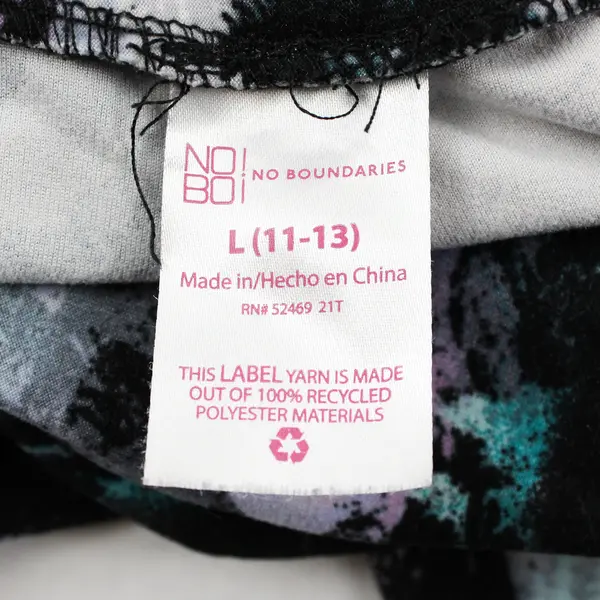 NO!
BO¡
NO BOUNDARIES
L (11-13)
Made in/Hecho en China
RN# 52469 21T
THIS LABEL YARN IS MADE
OUT OF 100% RECYCLED
POLYESTER MATERIALS